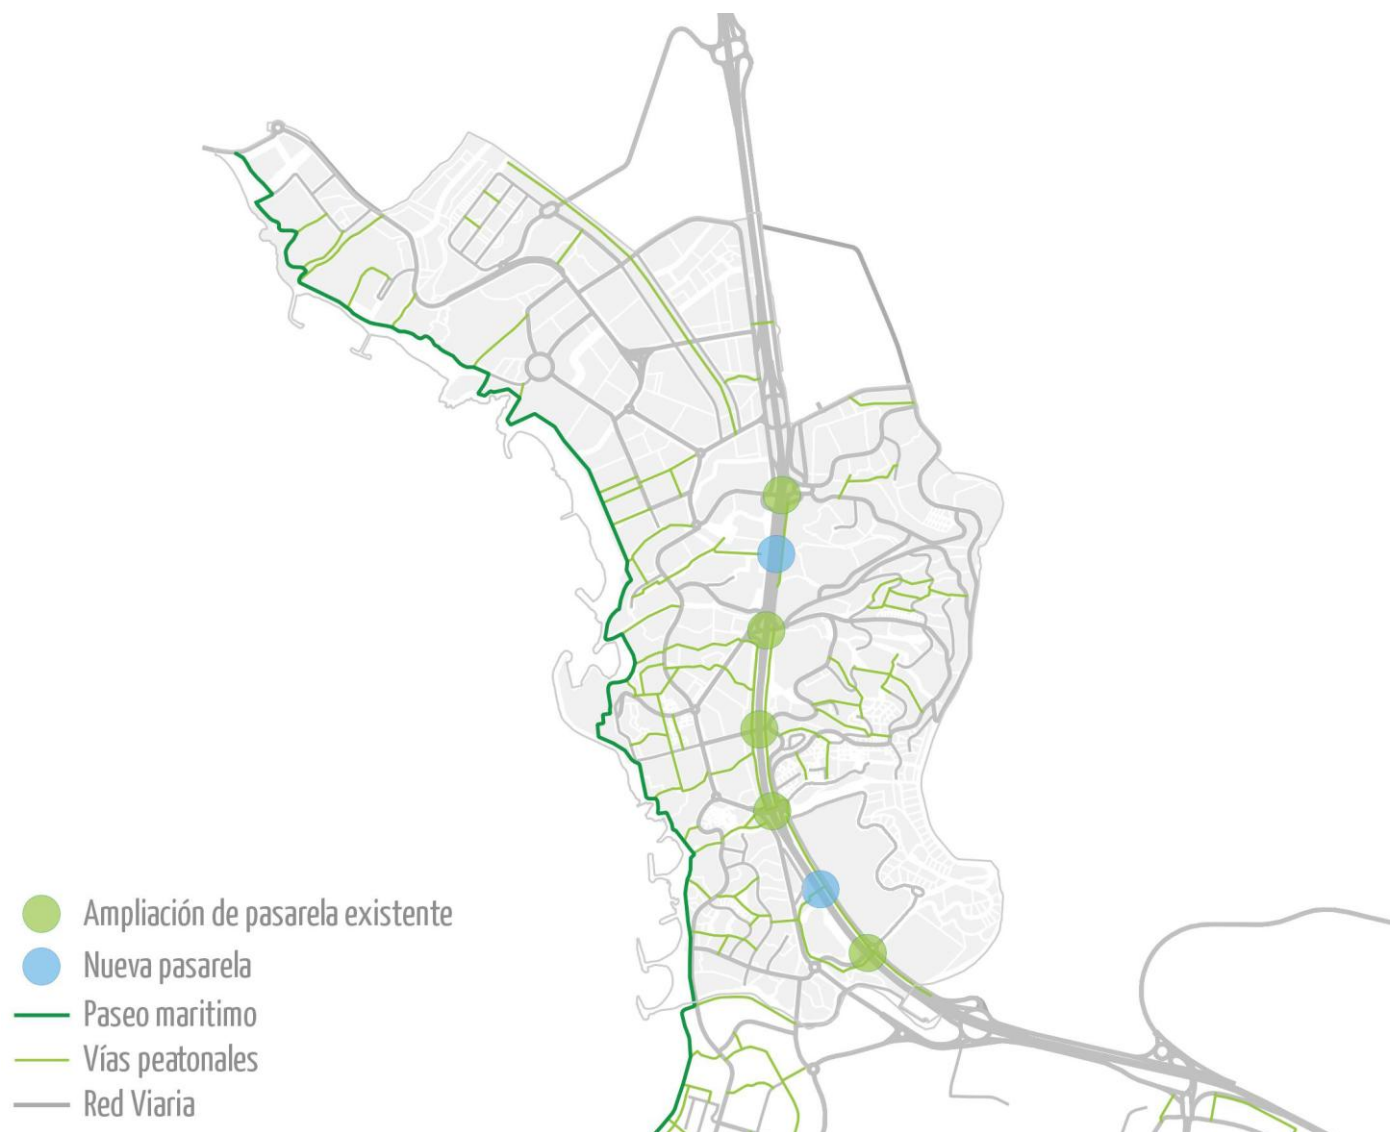 Ampliación de pasarela existente
Nueva pasarela
Paseo maritimo
Vías peatonales
Red Viaria